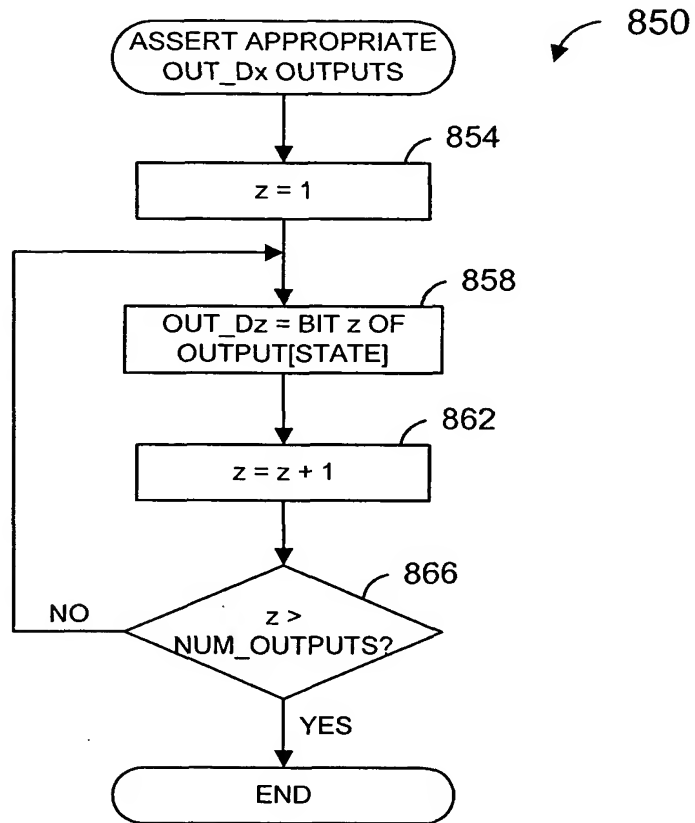 850
ASSERT APPROPRIATE
OUT_Dx OUTPUTS
854
z = 1
858
OUT_Dz = BIT z OF
OUTPUT[STATE]
862
z = z + 1
866
z >
NUM_OUTPUTS?
NO
YES
END